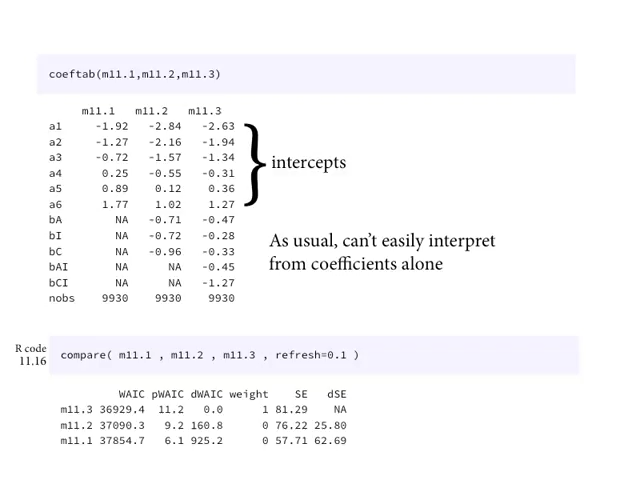 coeftab(m11.1,m11.2,m11.3)
m11.1 m11.2 m11.3
a1 -1.92 -2.84 -2.63
a2 -1.27 -2.16 -1.94
a3 -0.72 -1.57 -1.34
a4 0.25 -0.55 -0.31
a5 0.89 0.12 0.36
a6 1.77 1.02 1.27
bA NA -0.71 -0.47
bI NA -0.72 -0.28
bC NA -0.96 -0.33
bAI NA NA -0.45
bCI NA NA -1.27
nobs 9930 9930 9930
intercepts
As usual, can't easily interpret
from coefficients alone
R code
11.16
compare( m11.1 , m11.2 , m11.3 , refresh=0.1 )
WAIC pWAIC dWAIC weight SE dSE
m11.3 36929.4 11.2 0.0 1 81.29 NA
m11.2 37090.3 9.2 160.8 0 76.22 25.80
m11.1 37854.7 6.1 925.2 0 57.71 62.69